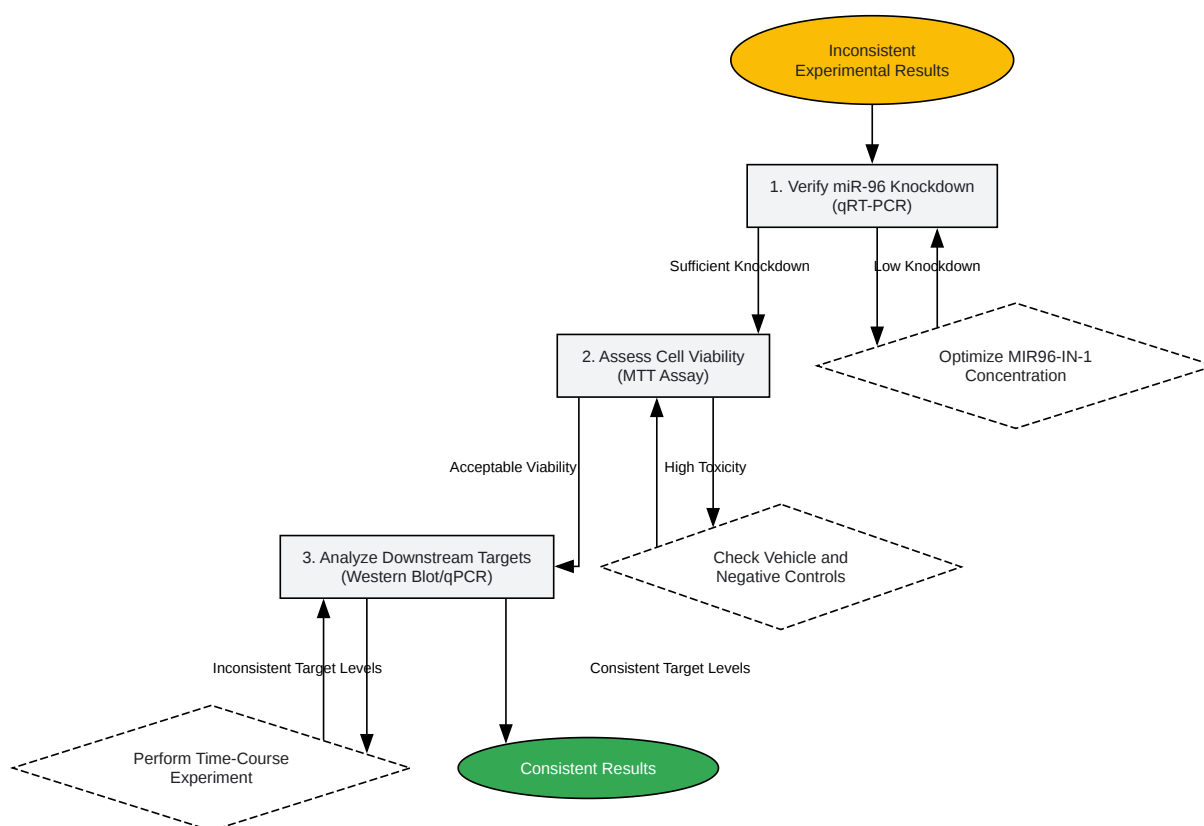 Inconsistent
Experimental Results
1. Verify miR-96 Knockdown
(qRT-PCR)
Sufficient Knockdown
Low Knockdown
2. Assess Cell Viability
(MTT Assay)
Optimize MIR96-IN-1
Concentration
Acceptable Viability
High Toxicity
3. Analyze Downstream Targets
(Western Blot/qPCR)
Check Vehicle and
Negative Controls
Inconsistent Target Levels
Consistent Target Levels
Perform Time-Course
Experiment
Consistent Results